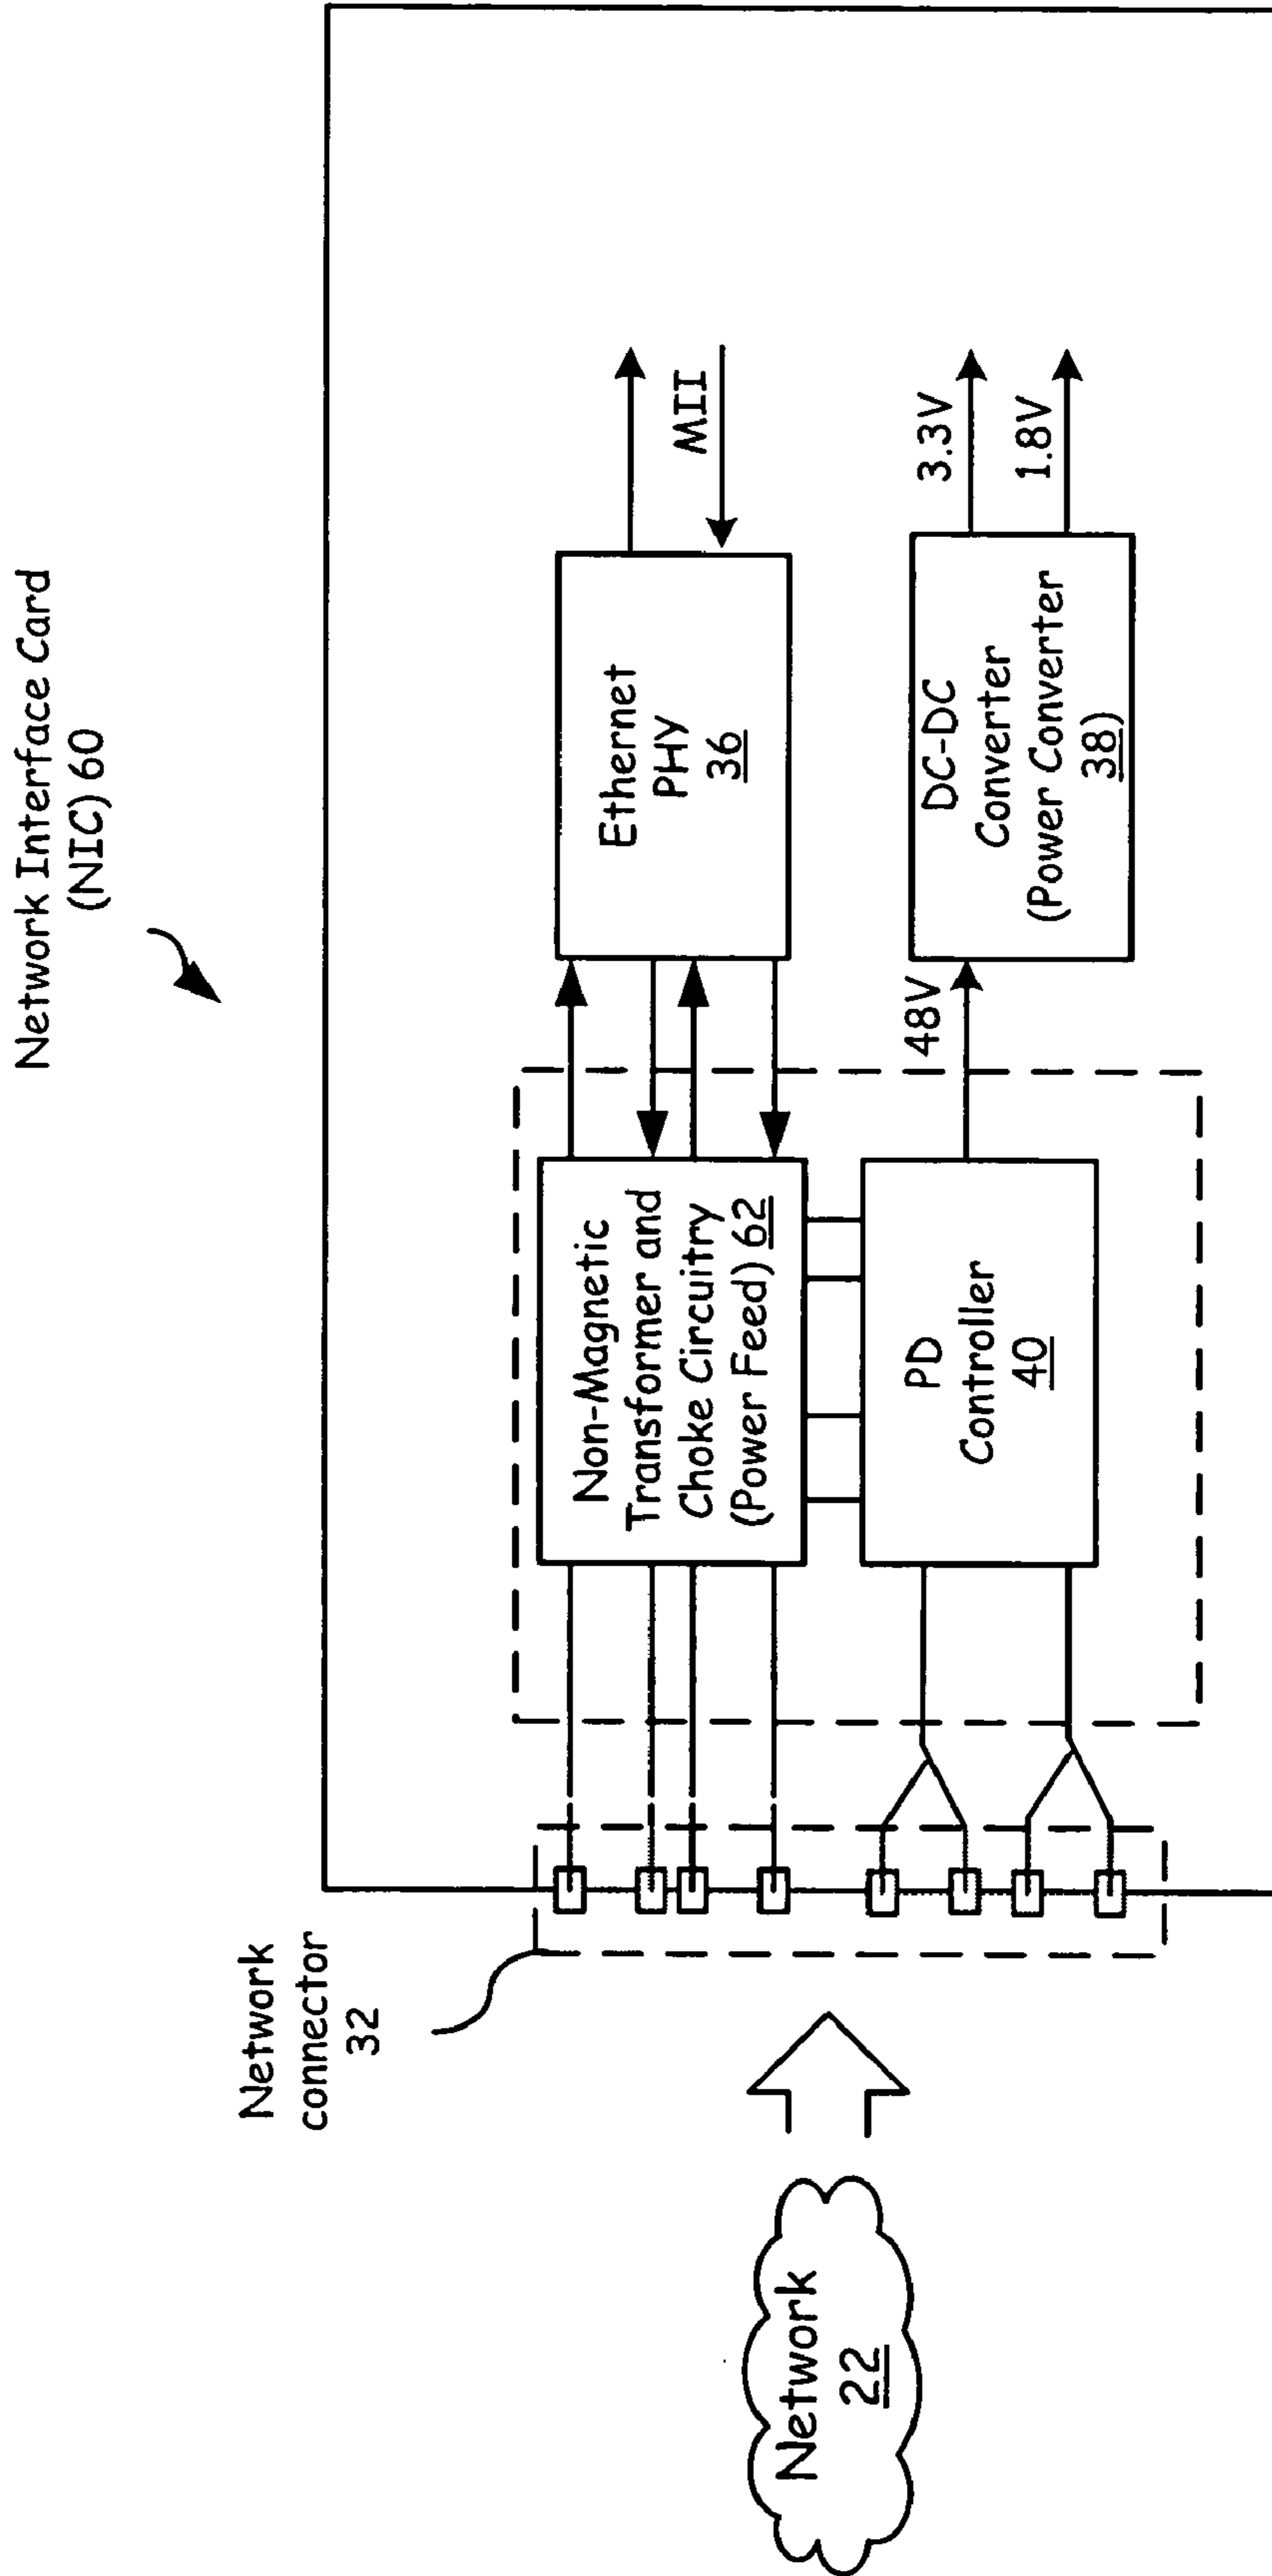 Network Interface Card
(NIC) 60
Network
connector
32
Network
22
Non-Magnetic
Transformer and
Choke Circuitry
(Power Feed) 62
PD
Controller
40
Ethernet
PHY
36
MII
48V
DC-DC
Converter
(Power Converter
38)
3.3V
1.8V